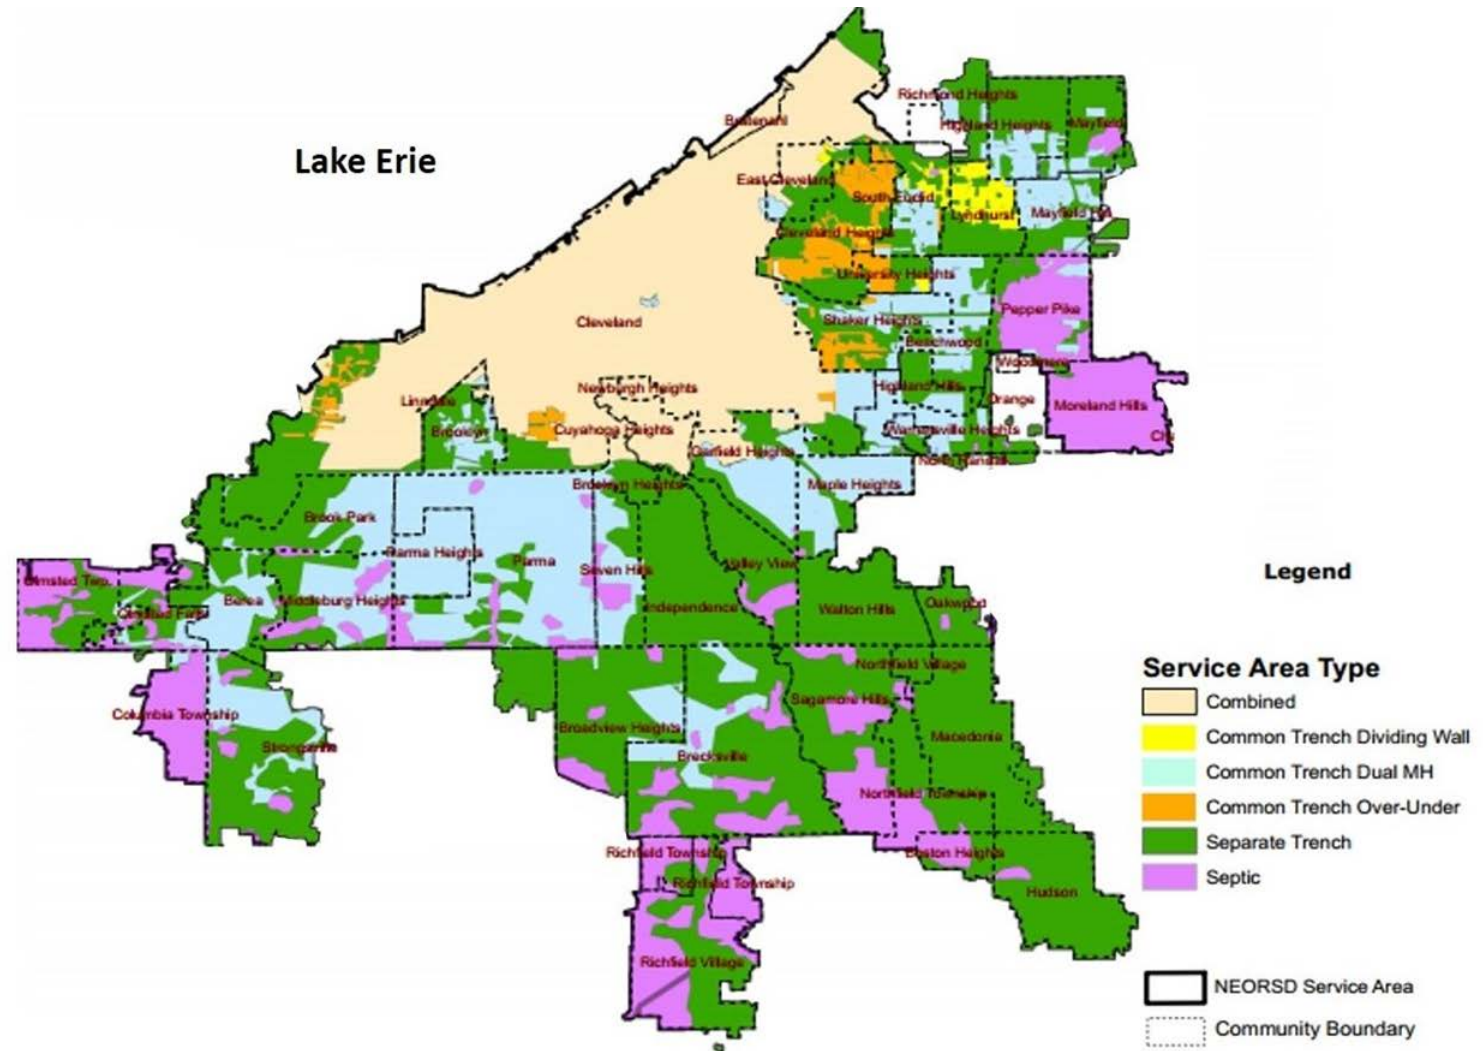 Richmond Heights
Bratenahl
Highland Heights
Mayfield
Lake Erie
East Cleveland
South Euclid
Lyndhurst
Mayfield Hts
Cleveland Heights
University Heights
Pepper Pike
Cleveland
Shaker Heights
Beachwood
Woodmere
Newburgh Heights
Highland Hills
Linndale
Orange
Moreland Hills
Brooklyn
Cuyahoga Heights
Warrensville Heights
Garfield Heights
North Randall
Brooklyn Heights
Maple Heights
Brook Park
Parma Heights
Parma
Seven Hills
Valley View
Legend
Olmsted Twp.
Olmsted Falls
Berea
Middleburg Heights
Independence
Walton Hills
Oakwood
Northfield Village
Service Area Type
Sagamore Hills
Combined
Columbia Township
Broadview Heights
Macedonia
Common Trench Dividing Wall
Strongsville
Brecksville
Common Trench Dual MH
Northfield Township
Common Trench Over-Under
Separate Trench
Richfield Township
Boston Heights
Richfield Township
Septic
Hudson
Richfield Village
NEORSD Service Area
Community Boundary